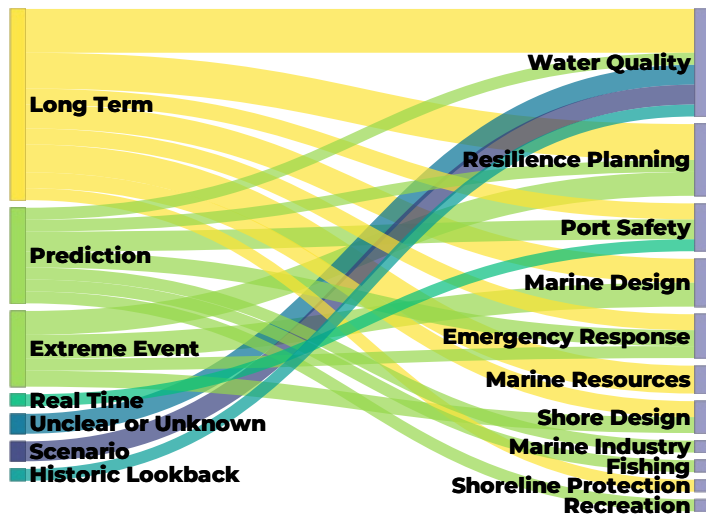 Long Term
Prediction
Extreme Event
Real Time
Unclear or Unknown
Scenario
Historic Lookback
Water Quality
Resilience Planning
Port Safety
Marine Design
Emergency Response
Marine Resources
Shore Design
Marine Industry
Fishing
Shoreline Protection
Recreation